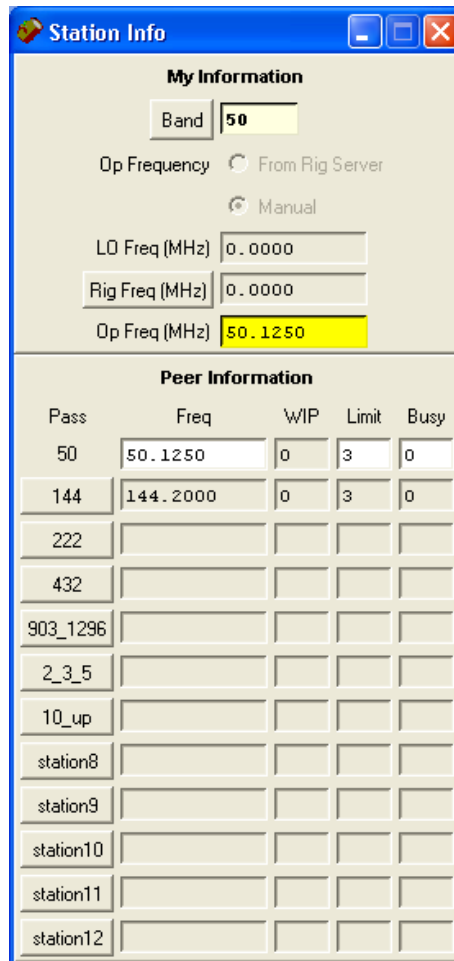 Station Info
My Information
Band 50
Op Frequency From Rig Server
Manual
LO Freq (MHz) 0.0000
Rig Freq (MHz) 0.0000
Op Freq (MHz) 50.1250
Peer Information
Pass Freq WIP Limit Busy
50 50.1250 0 3 0
144 144.2000 0 3 0
222
432
903_1296
2_3_5
10_up
station8
station9
station10
station11
station12